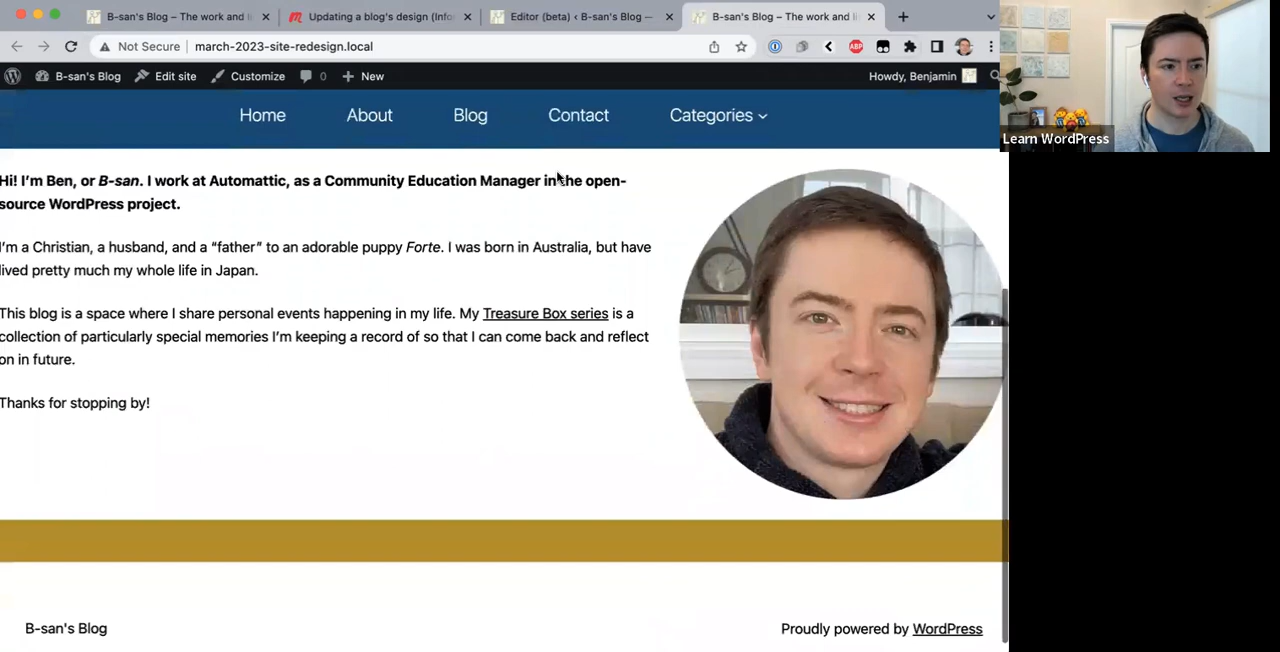 B-san's Blog – The work and li
Updating a blog's design (Info
Editor (beta) ‹ B-san's Blog —
B-san's Blog – The work and li
Not Secure
march-2023-site-redesign.local
ABP
B-san's Blog
Edit site
Customize
0
New
Howdy, Benjamin
Home
About
Blog
Contact
Categories
Learn WordPress
Hi! I’m Ben, or B-san. I work at Automattic, as a Community Education Manager in the open-
source WordPress project.
I’m a Christian, a husband, and a “father” to an adorable puppy Forte. I was born in Australia, but have
lived pretty much my whole life in Japan.
This blog is a space where I share personal events happening in my life. My Treasure Box series is a
collection of particularly special memories I’m keeping a record of so that I can come back and reflect
on in future.
Thanks for stopping by!
B-san's Blog
Proudly powered by WordPress